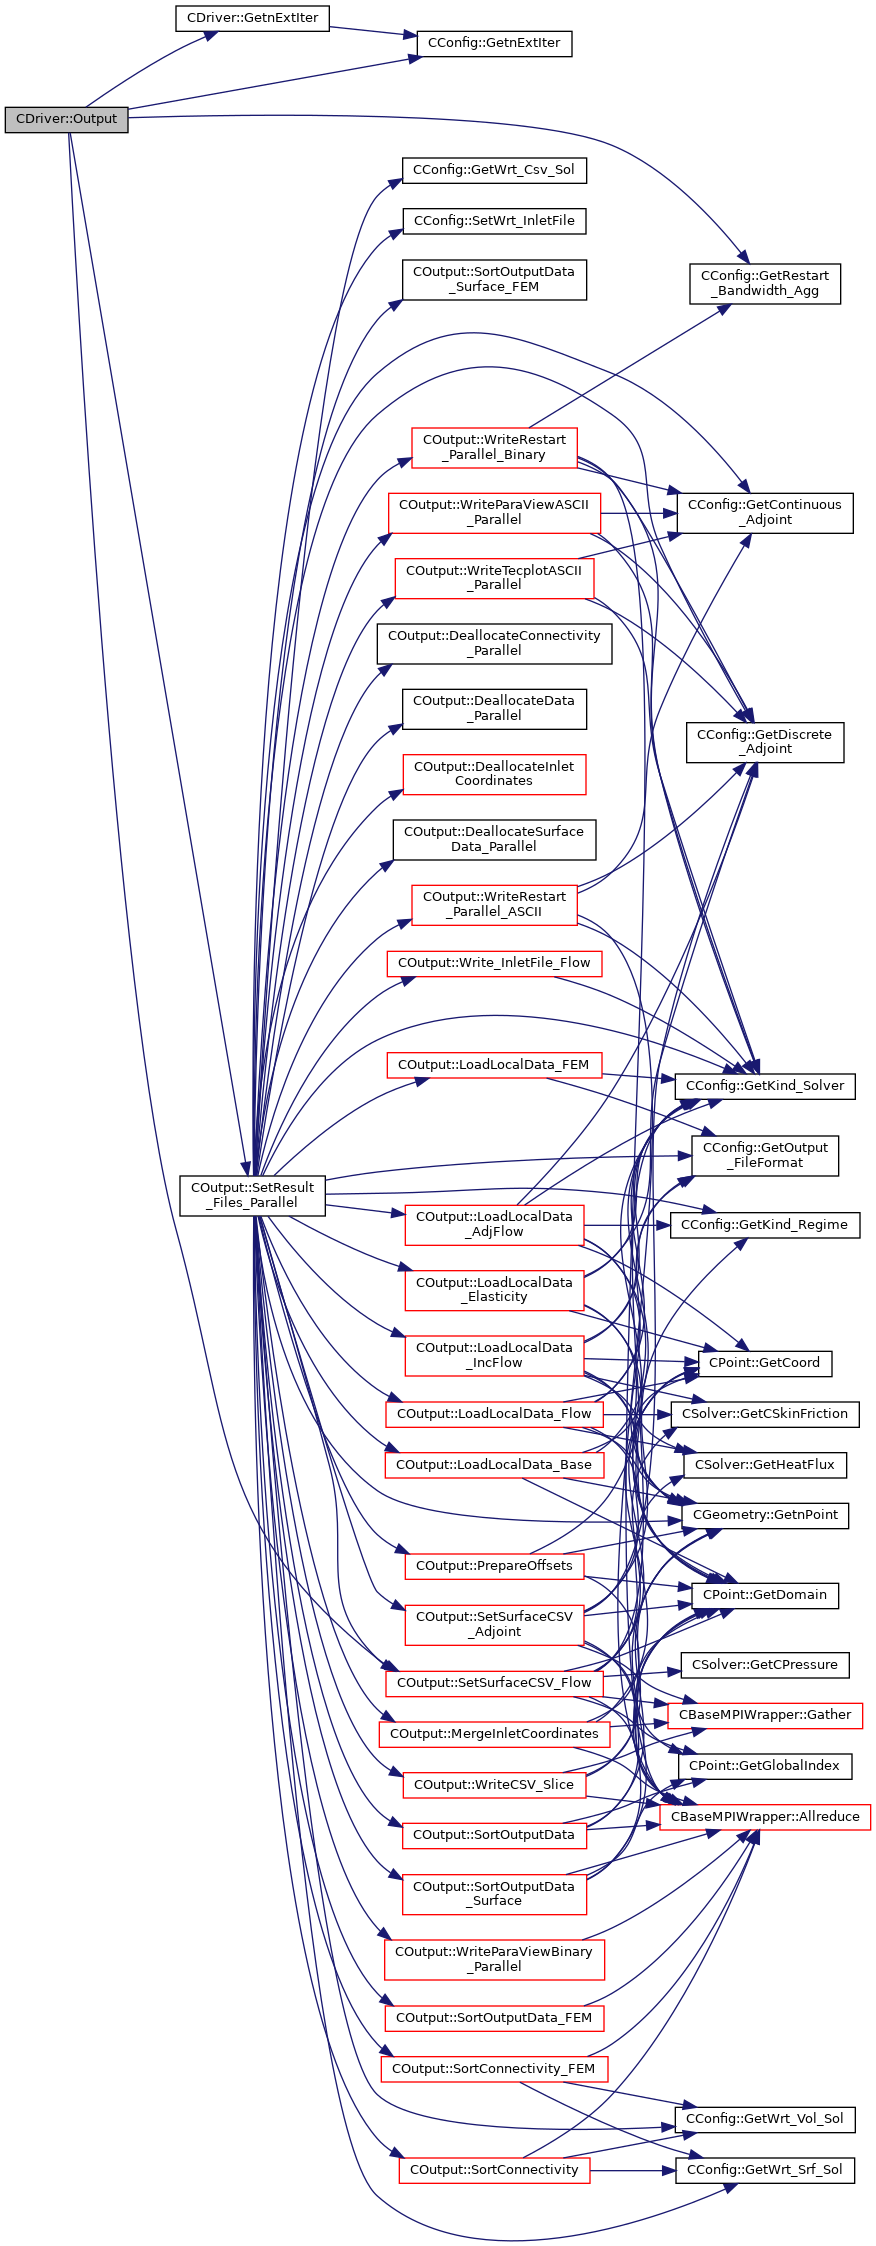 CDriver::GetnExtIter
CConfig::GetnExtIter
CDriver::Output
CConfig::GetWrt_Csv_Sol
CConfig::SetWrt_InletFile
COutput::SortOutputData
_Surface_FEM
CConfig::GetRestart
_Bandwidth_Agg
COutput::WriteRestart
_Parallel_Binary
COutput::WriteParaViewASCII
_Parallel
CConfig::GetContinuous
_Adjoint
COutput::WriteTecplotASCII
_Parallel
COutput::DeallocateConnectivity
_Parallel
COutput::DeallocateData
_Parallel
CConfig::GetDiscrete
_Adjoint
COutput::DeallocateInlet
Coordinates
COutput::DeallocateSurface
Data_Parallel
COutput::WriteRestart
_Parallel_ASCII
COutput::Write_InletFile_Flow
COutput::LoadLocalData_FEM
CConfig::GetKind_Solver
CConfig::GetOutput
_FileFormat
COutput::SetResult
_Files_Parallel
COutput::LoadLocalData
_AdjFlow
CConfig::GetKind_Regime
COutput::LoadLocalData
_Elasticity
COutput::LoadLocalData
_IncFlow
CPoint::GetCoord
COutput::LoadLocalData_Flow
CSolver::GetCSkinFriction
COutput::LoadLocalData_Base
CSolver::GetHeatFlux
CGeometry::GetnPoint
COutput::PrepareOffsets
CPoint::GetDomain
COutput::SetSurfaceCSV
_Adjoint
CSolver::GetCPressure
COutput::SetSurfaceCSV_Flow
CBaseMPIWrapper::Gather
COutput::MergeInletCoordinates
CPoint::GetGlobalIndex
COutput::WriteCSV_Slice
CBaseMPIWrapper::Allreduce
COutput::SortOutputData
COutput::SortOutputData
_Surface
COutput::WriteParaViewBinary
_Parallel
COutput::SortOutputData_FEM
COutput::SortConnectivity_FEM
CConfig::GetWrt_Vol_Sol
COutput::SortConnectivity
CConfig::GetWrt_Srf_Sol